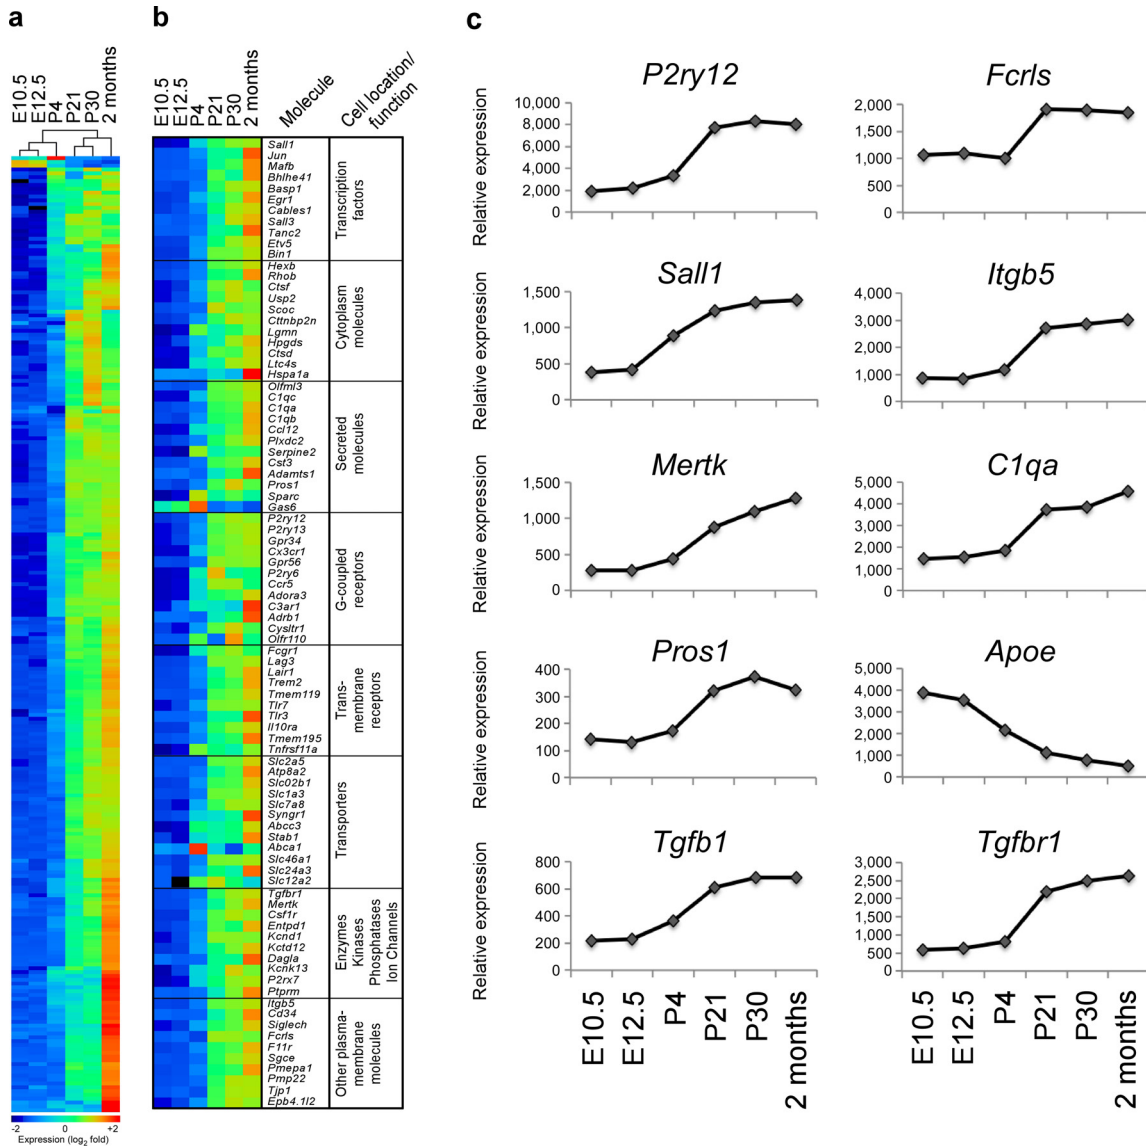 a
E10.5
E12.5
P4
P21
P30
2 months
-2 0 +2
Expression (log2 fold)
b
E10.5
E12.5
P4
P21
P30
2 months
Molecule
Cell location/
function
Sall1
Jun
Mafb
Bhlhe41
Basp1
Egr1
Cables1
Sall3
Tanc2
Etv5
Bin1
Transcription
factors
Hexb
Rhob
Ctsf
Usp2
Scoc
Cttnbp2n
Lgmn
Hpgds
Ctsd
Ltc4s
Hspa1a
Cytoplasm
molecules
Olfml3
C1qc
C1qa
C1qb
Ccl12
Plxdc2
Serpine2
Cst3
Adamts1
Pros1
Sparc
Gas6
Secreted
molecules
P2ry12
P2ry13
Gpr34
Cx3cr1
Gpr56
P2ry6
Ccr5
Adora3
C3ar1
Adrb1
Cysltr1
Olfr110
G-coupled
receptors
Fcgr1
Lag3
Lair1
Trem2
Tmem119
Tlr7
Tlr3
Il10ra
Tmem195
Tnfrsf11a
Trans-
membrane
receptors
Slc2a5
Atp8a2
Slc02b1
Slc1a3
Slc7a8
Syngr1
Abcc3
Stab1
Abca1
Slc46a1
Slc24a3
Slc12a2
Transporters
Tgfbr1
Mertk
Csf1r
Entpd1
Kcnd1
Kctd12
Dagla
Kcnk13
P2rx7
Ptprm
Enzymes
Kinases
Phosphatases
Ion Channels
Itgb5
Cd34
Siglech
Fcrls
F11r
Sgce
Pmepa1
Pmp22
Tjp1
Epb4.1l2
Other plasma-
membrane
molecules
c
P2ry12
Relative expression
10,000
8,000
6,000
4,000
2,000
0
Fcrls
2,000
1,500
1,000
500
0
Sall1
Relative expression
1,500
1,000
500
0
Itgb5
4,000
3,000
2,000
1,000
0
Mertk
Relative expression
1,500
1,000
500
0
C1qa
5,000
4,000
3,000
2,000
1,000
0
Pros1
Relative expression
400
300
200
100
0
Apoe
5,000
4,000
3,000
2,000
1,000
0
Tgfb1
Relative expression
800
600
400
200
0
E10.5
E12.5
P4
P21
P30
2 months
Tgfbr1
3,000
2,500
2,000
1,500
1,000
500
0
E10.5
E12.5
P4
P21
P30
2 months